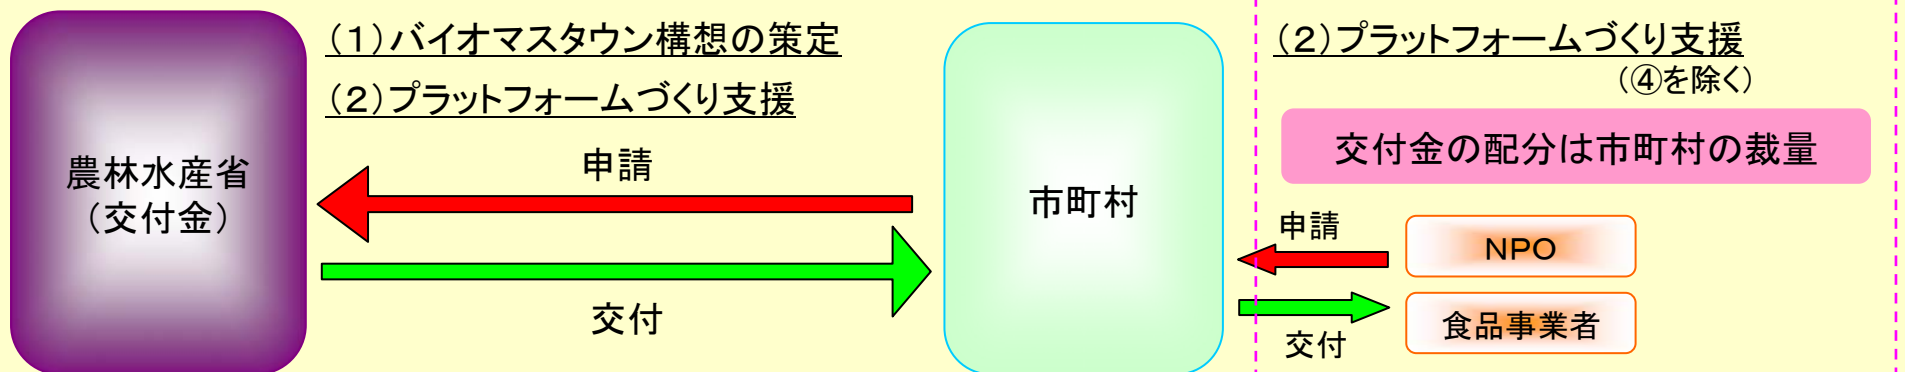 農林水産省
（交付金）
（１）バイオマスタウン構想の策定
（２）プラットフォームづくり支援
申請
交付
市町村
（２）プラットフォームづくり支援
（④を除く）
交付金の配分は市町村の裁量
申請
交付
ＮＰＯ
食品事業者